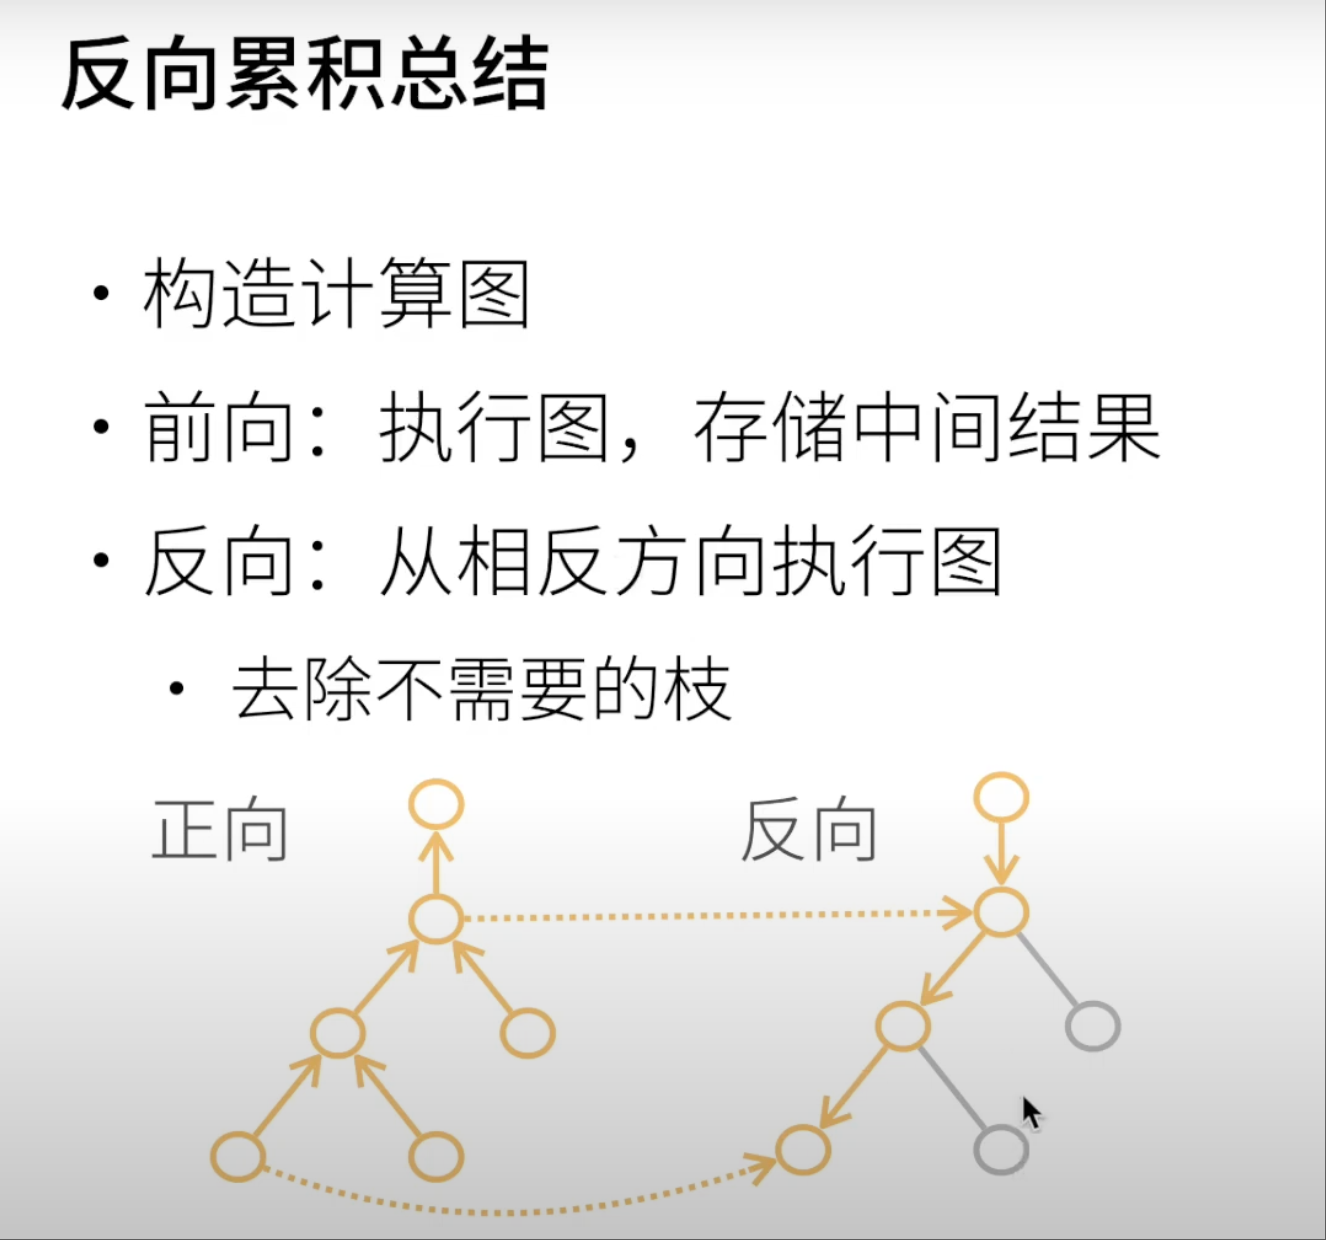 反向累积总结
• 构造计算图
• 前向：执行图，存储中间结果
• 反向：从相反方向执行图
• 去除不需要的枝
正向
反向